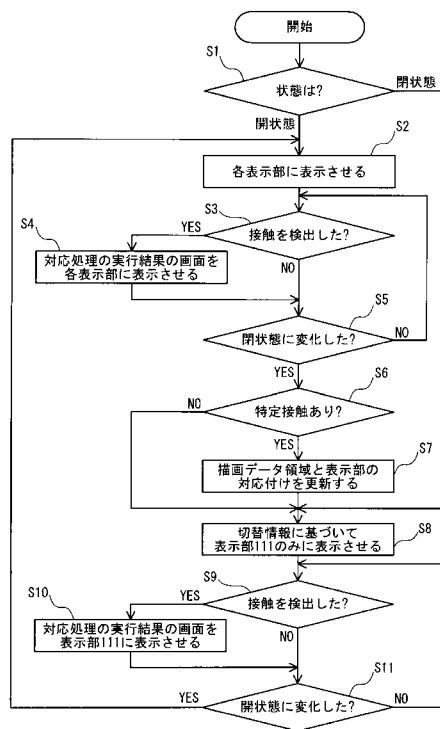 開始
S1
状態は?
閉状態
開状態
S2
各表示部に表示させる
S3
接触を検出した?
YES
NO
S4
対応処理の実行結果の画面を
各表示部に表示させる
S5
閉状態に変化した?
NO
YES
S6
特定接触あり?
NO
YES
S7
描画データ領域と表示部の
対応付けを更新する
S8
切替情報に基づいて
表示部111のみに表示させる
S9
接触を検出した?
YES
NO
S10
対応処理の実行結果の画面を
表示部111に表示させる
S11
開状態に変化した?
YES
NO